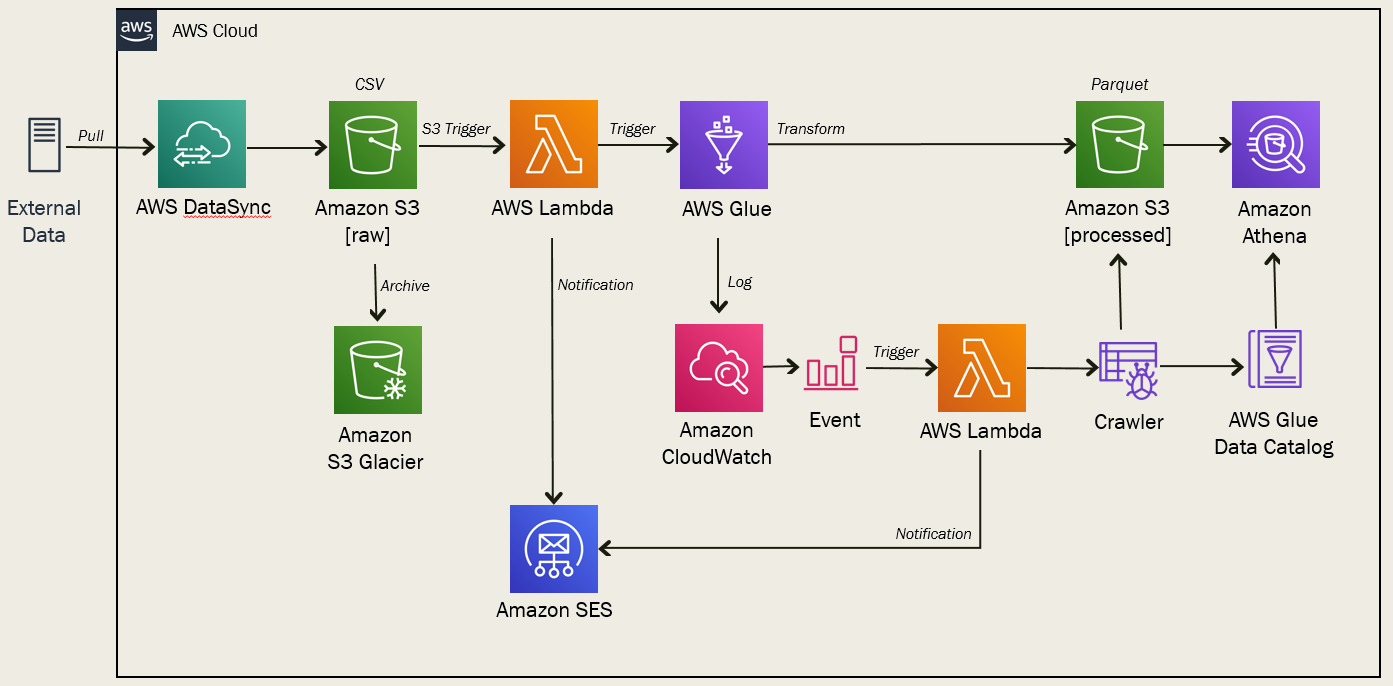 aws
AWS Cloud
CSV
Parquet
Pull
S3 Trigger
Trigger
Transform
External
Data
AWS DataSync
Amazon S3
[raw]
AWS Lambda
AWS Glue
Amazon S3
[processed]
Amazon
Athena
Archive
Notification
Log
Trigger
Amazon
S3 Glacier
Amazon
CloudWatch
Event
AWS Lambda
Crawler
AWS Glue
Data Catalog
Notification
Amazon SES